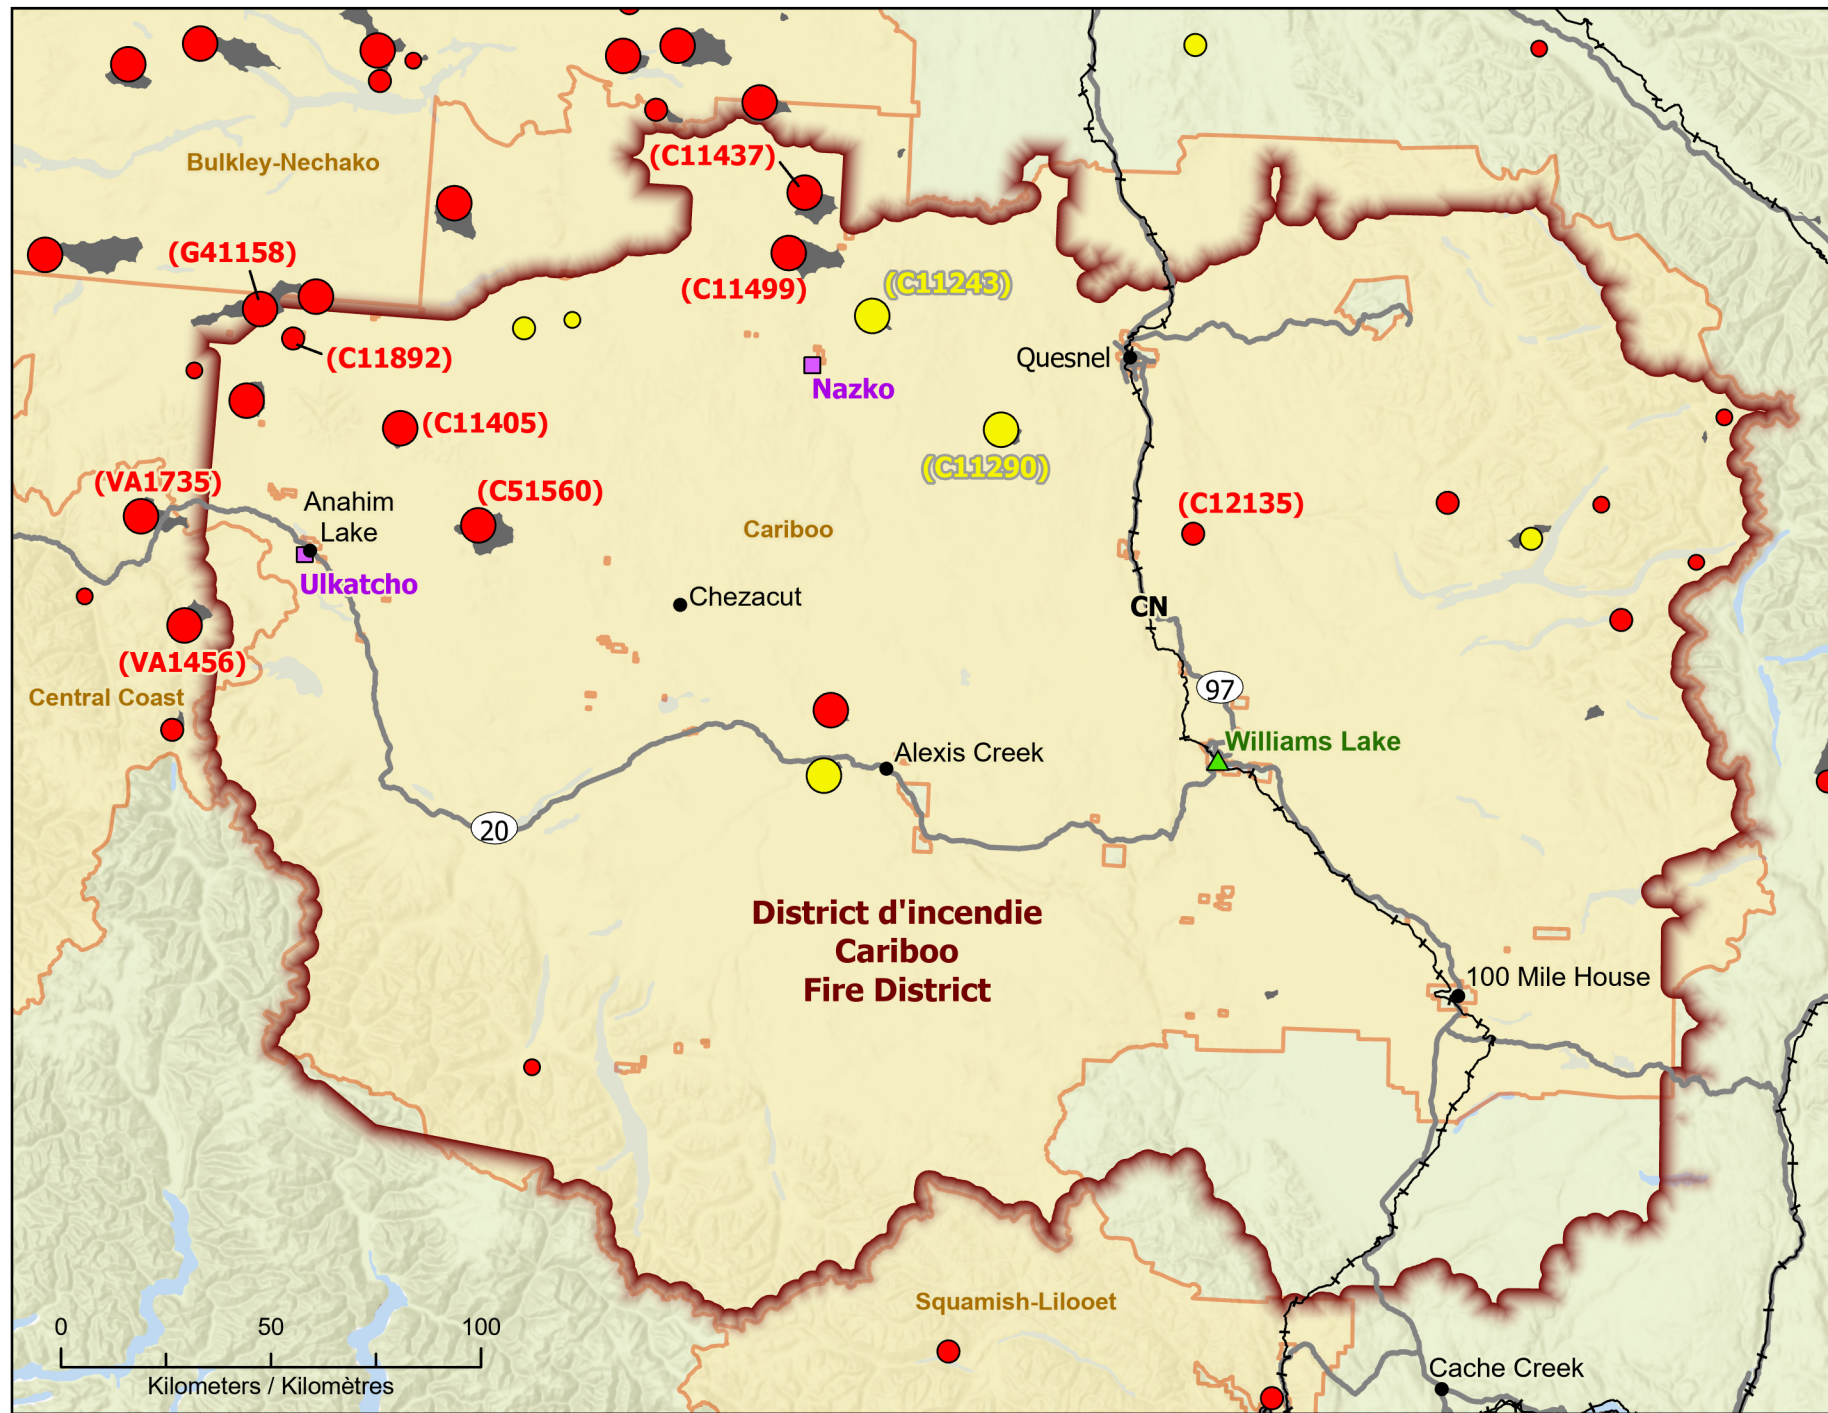 Bulkley-Nechako
(C11437)
(G41158)
(C11499)
(C11243)
(C11892)
Quesnel
Nazko
(C11405)
(C11290)
(VA1735)
(C51560)
Anahim
Lake
(C12135)
Cariboo
Ulkatcho
Chezacut
CN
(VA1456)
Central Coast
97
Williams Lake
Alexis Creek
20
District d'incendie
Cariboo
Fire District
100 Mile House
Squamish-Lilooet
0 50 100
Kilometers / Kilomètres
Cache Creek